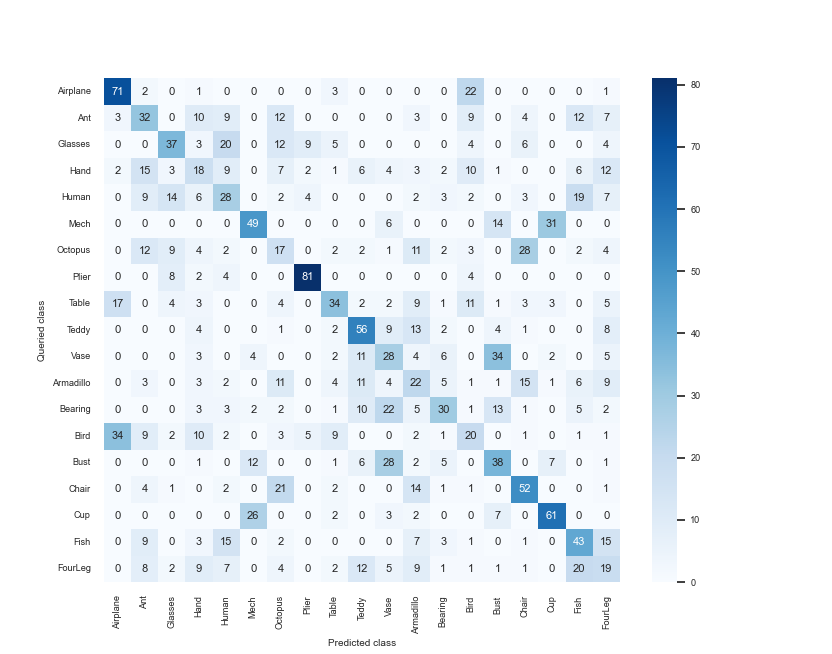 Airplane 71 2 0 1 0 0 0 0 3 0 0 0 0 22 0 0 0 0 1
Ant 3 32 0 10 9 0 12 0 0 0 0 3 0 9 0 4 0 12 7
Glasses 0 0 37 3 20 0 12 9 5 0 0 0 0 4 0 6 0 0 4
Hand 2 15 3 18 9 0 7 2 1 6 4 3 2 10 1 0 0 6 12
Human 0 9 14 6 28 0 2 4 0 0 0 2 3 2 0 3 0 19 7
Mech 0 0 0 0 0 49 0 0 0 0 6 0 0 0 14 0 31 0 0
Octopus 0 12 9 4 2 0 17 0 2 2 1 11 2 3 0 28 0 2 4
Plier 0 0 8 2 4 0 0 81 0 0 0 0 0 4 0 0 0 0 0
Table 17 0 4 3 0 0 4 0 34 2 2 9 1 11 1 3 3 0 5
Teddy 0 0 0 4 0 0 1 0 2 56 9 13 2 0 4 1 0 0 8
Vase 0 0 0 3 0 4 0 0 2 11 28 4 6 0 34 0 2 0 5
Armadillo 0 3 0 3 2 0 11 0 4 11 4 22 5 1 1 15 1 6 9
Bearing 0 0 0 3 3 2 2 0 1 10 22 5 30 1 13 1 0 5 2
Bird 34 9 2 10 2 0 3 5 9 0 0 2 1 20 0 1 0 1 1
Bust 0 0 0 1 0 12 0 0 1 6 28 2 5 0 38 0 7 0 1
Chair 0 4 1 0 2 0 21 0 2 0 0 14 1 1 0 52 0 0 1
Cup 0 0 0 0 0 26 0 0 2 0 3 2 0 0 7 0 61 0 0
Fish 0 9 0 3 15 0 2 0 0 0 0 7 3 1 0 1 0 43 15
FourLeg 0 8 2 9 7 0 4 0 2 12 5 9 1 1 1 1 0 20 19
Airplane Ant Glasses Hand Human Mech Octopus Plier Table Teddy Vase Armadillo Bearing Bird Bust Chair Cup Fish FourLeg
Predicted class
Queried class
80
70
60
50
40
30
20
10
0